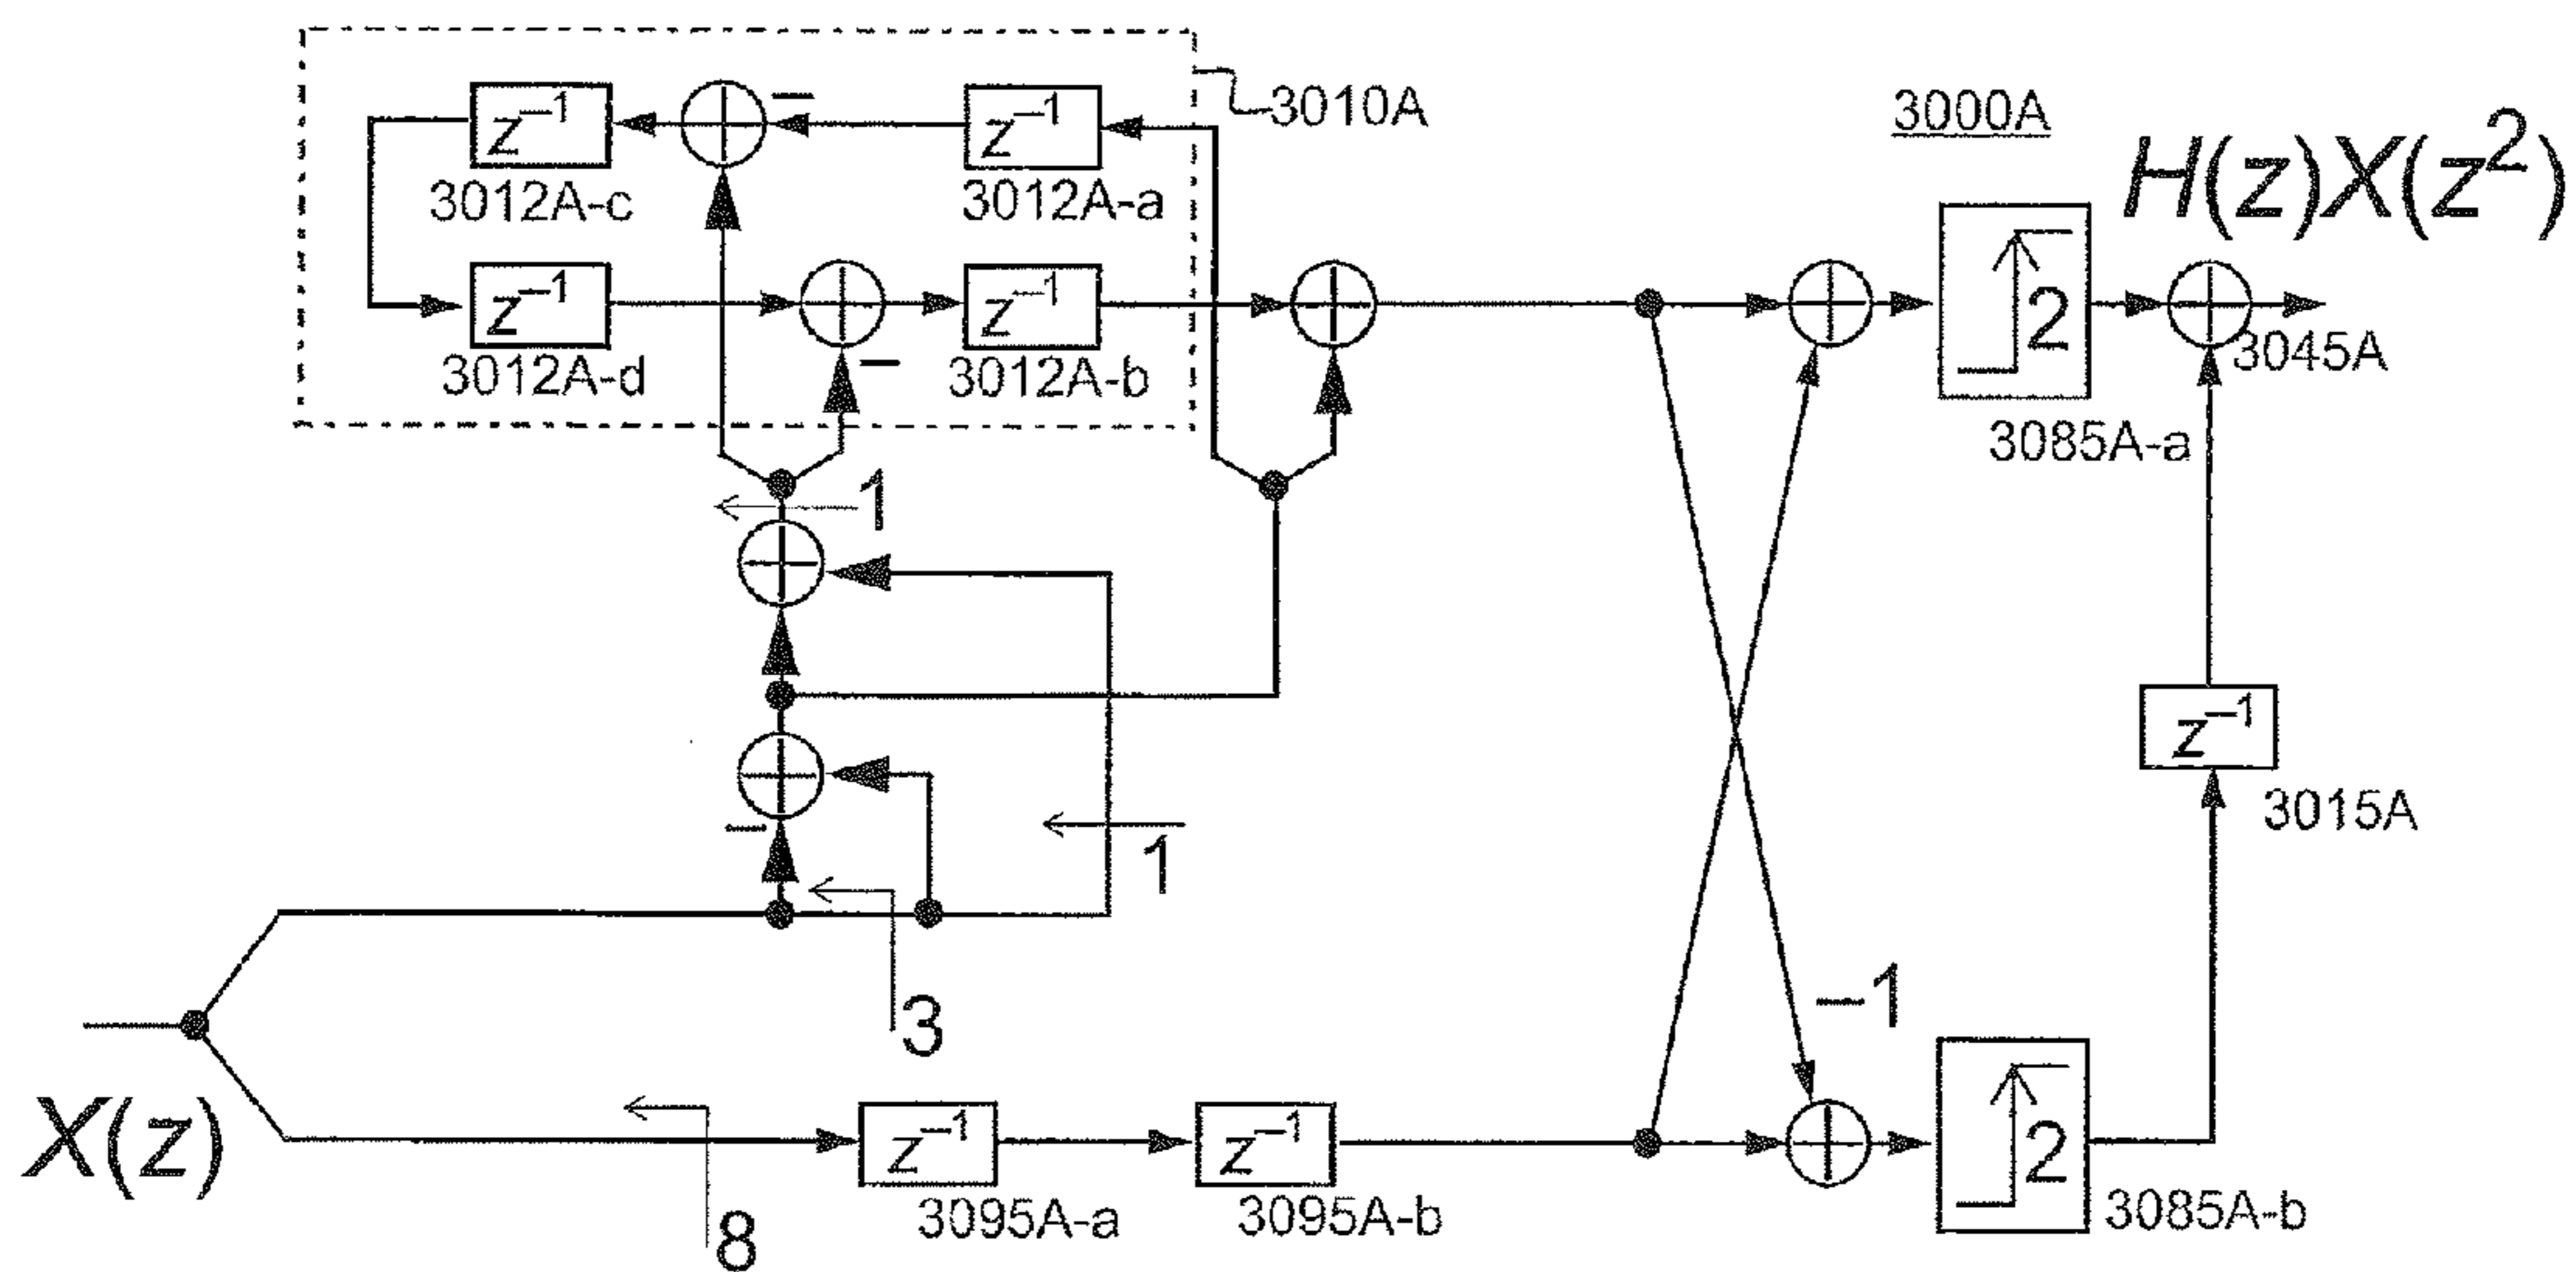 3010A
3000A
z⁻¹
z⁻¹
−
3012A-c
3012A-a
H(z)X(z²)
z⁻¹
z⁻¹
2
3012A-d
−
3012A-b
3045A
3085A-a
1
z⁻¹
3015A
−
1
−1
3
X(z)
z⁻¹
z⁻¹
2
3095A-a
3095A-b
3085A-b
8